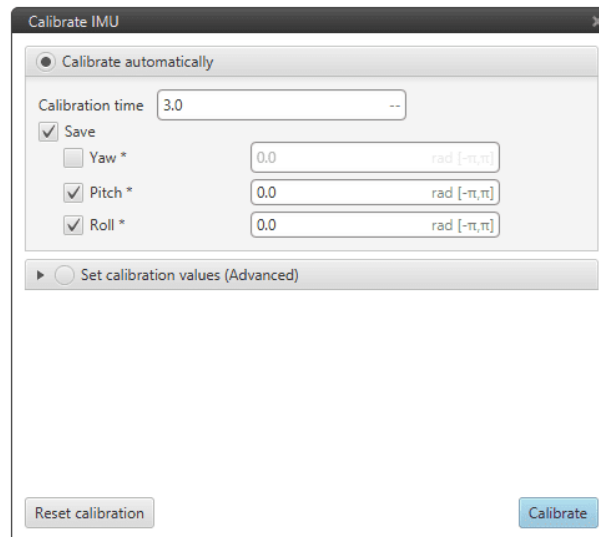 Calibrate IMU
Calibrate automatically
Calibration time 3.0 --
Save
Yaw * 0.0 rad [-π,π]
Pitch * 0.0 rad [-π,π]
Roll * 0.0 rad [-π,π]
Set calibration values (Advanced)
Reset calibration Calibrate